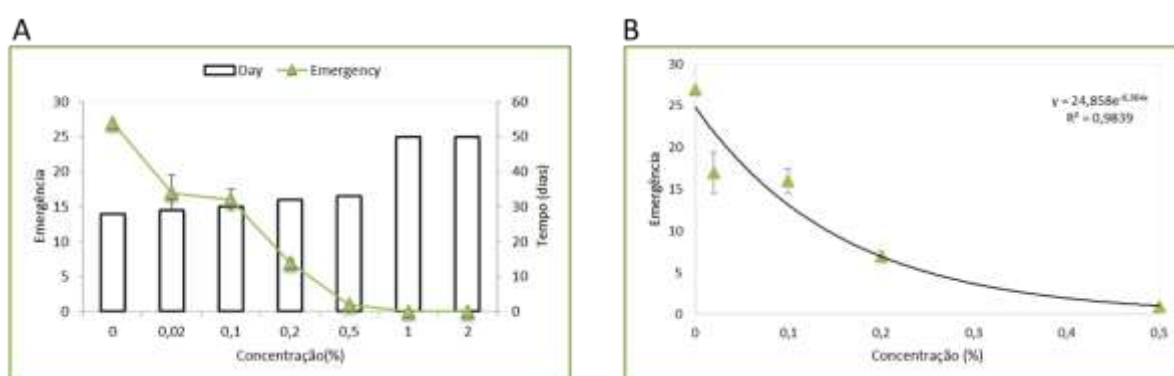 A
Day Emergency
30
25
20
15
10
5
0
Emergência
60
50
40
30
20
10
0
Tempo (dias)
0 0,02 0,1 0,2 0,5 1 2
Concentração(%)
B
30
25
20
15
10
5
0
Emergência
y = 24,858e
R² = 0,9839
0 0,1 0,2 0,3 0,4 0,5
Concentração (%)